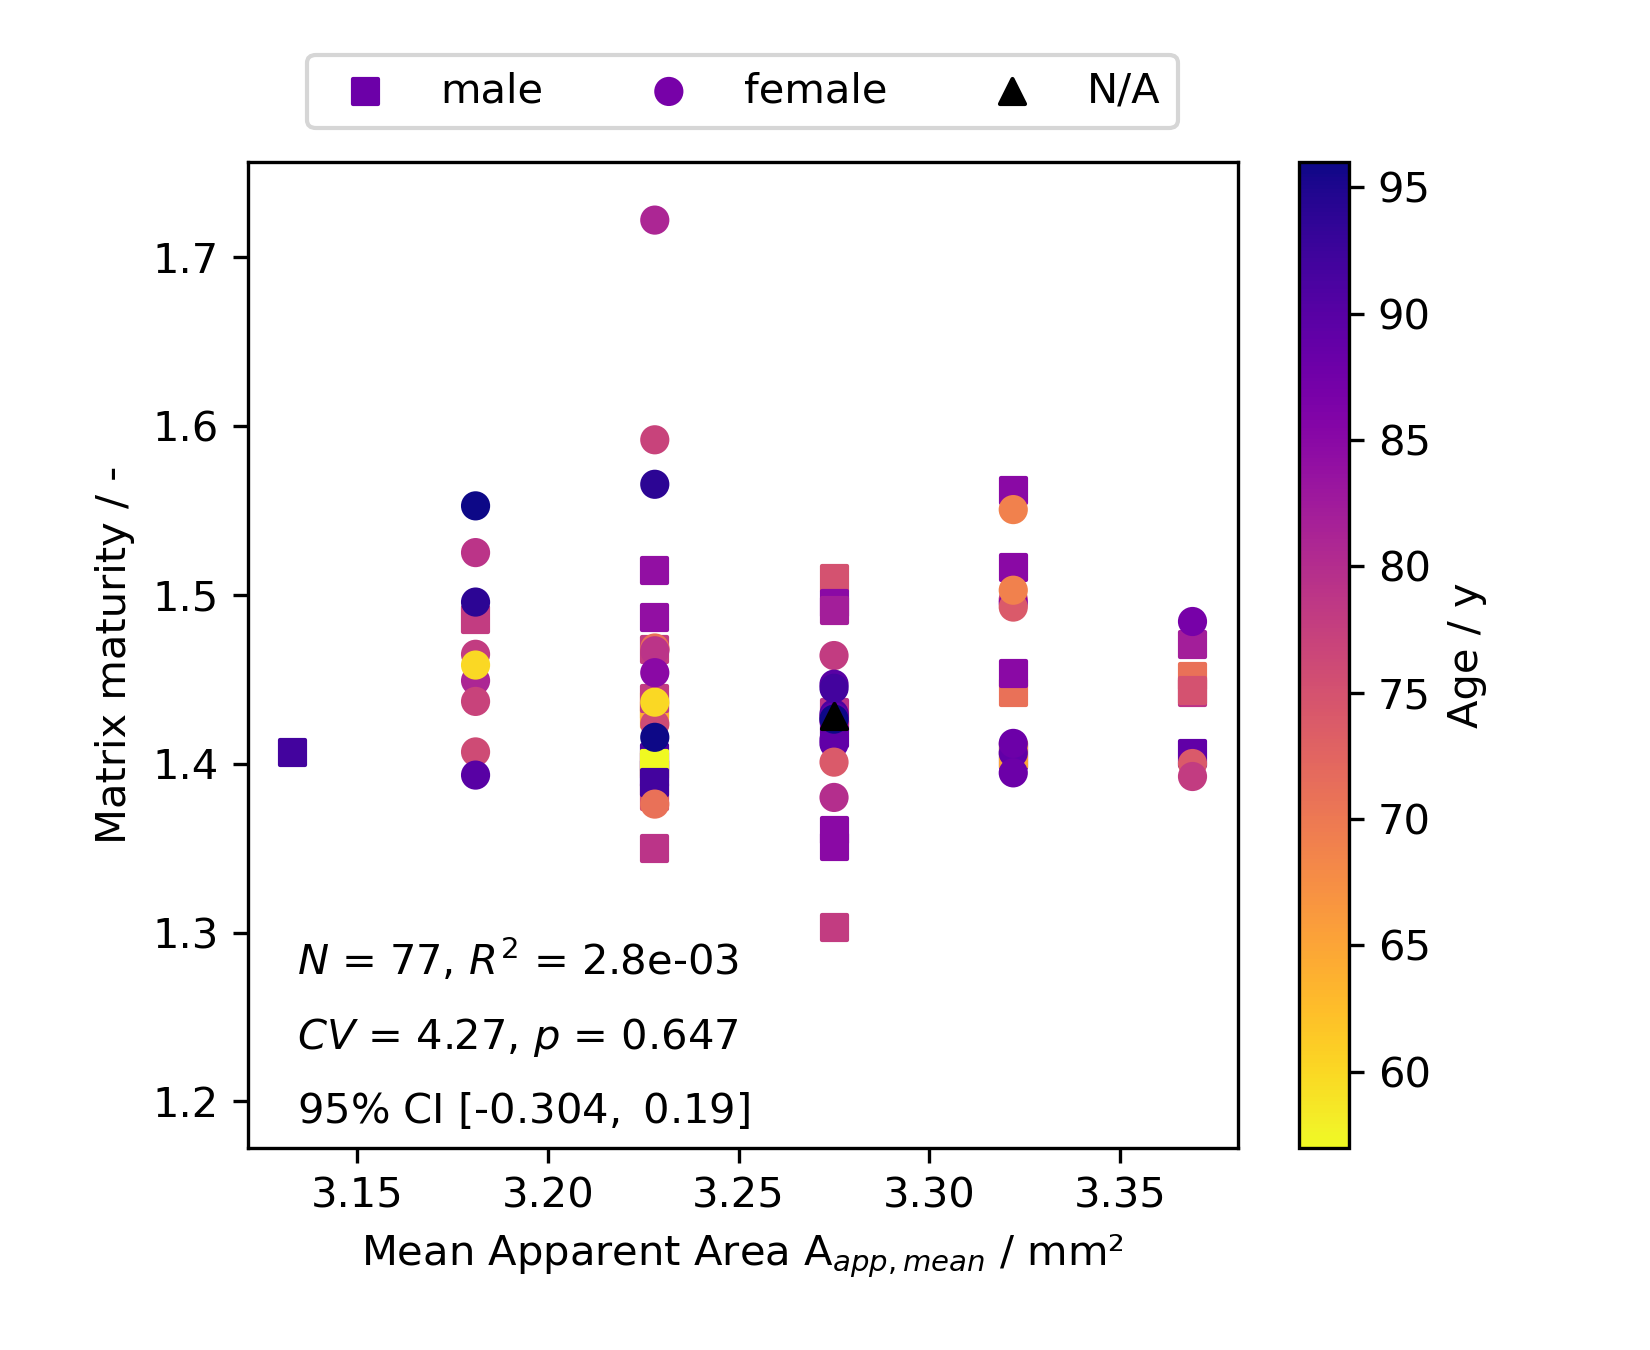 male female N/A
1.7
1.6
1.5
1.4
1.3
1.2
Matrix maturity / -
N = 77, R² = 2.8e-03
CV = 4.27, p = 0.647
95% CI [-0.304, 0.19]
3.15 3.20 3.25 3.30 3.35
Mean Apparent Area A_app,mean / mm²
95
90
85
80
75
70
65
60
Age / y